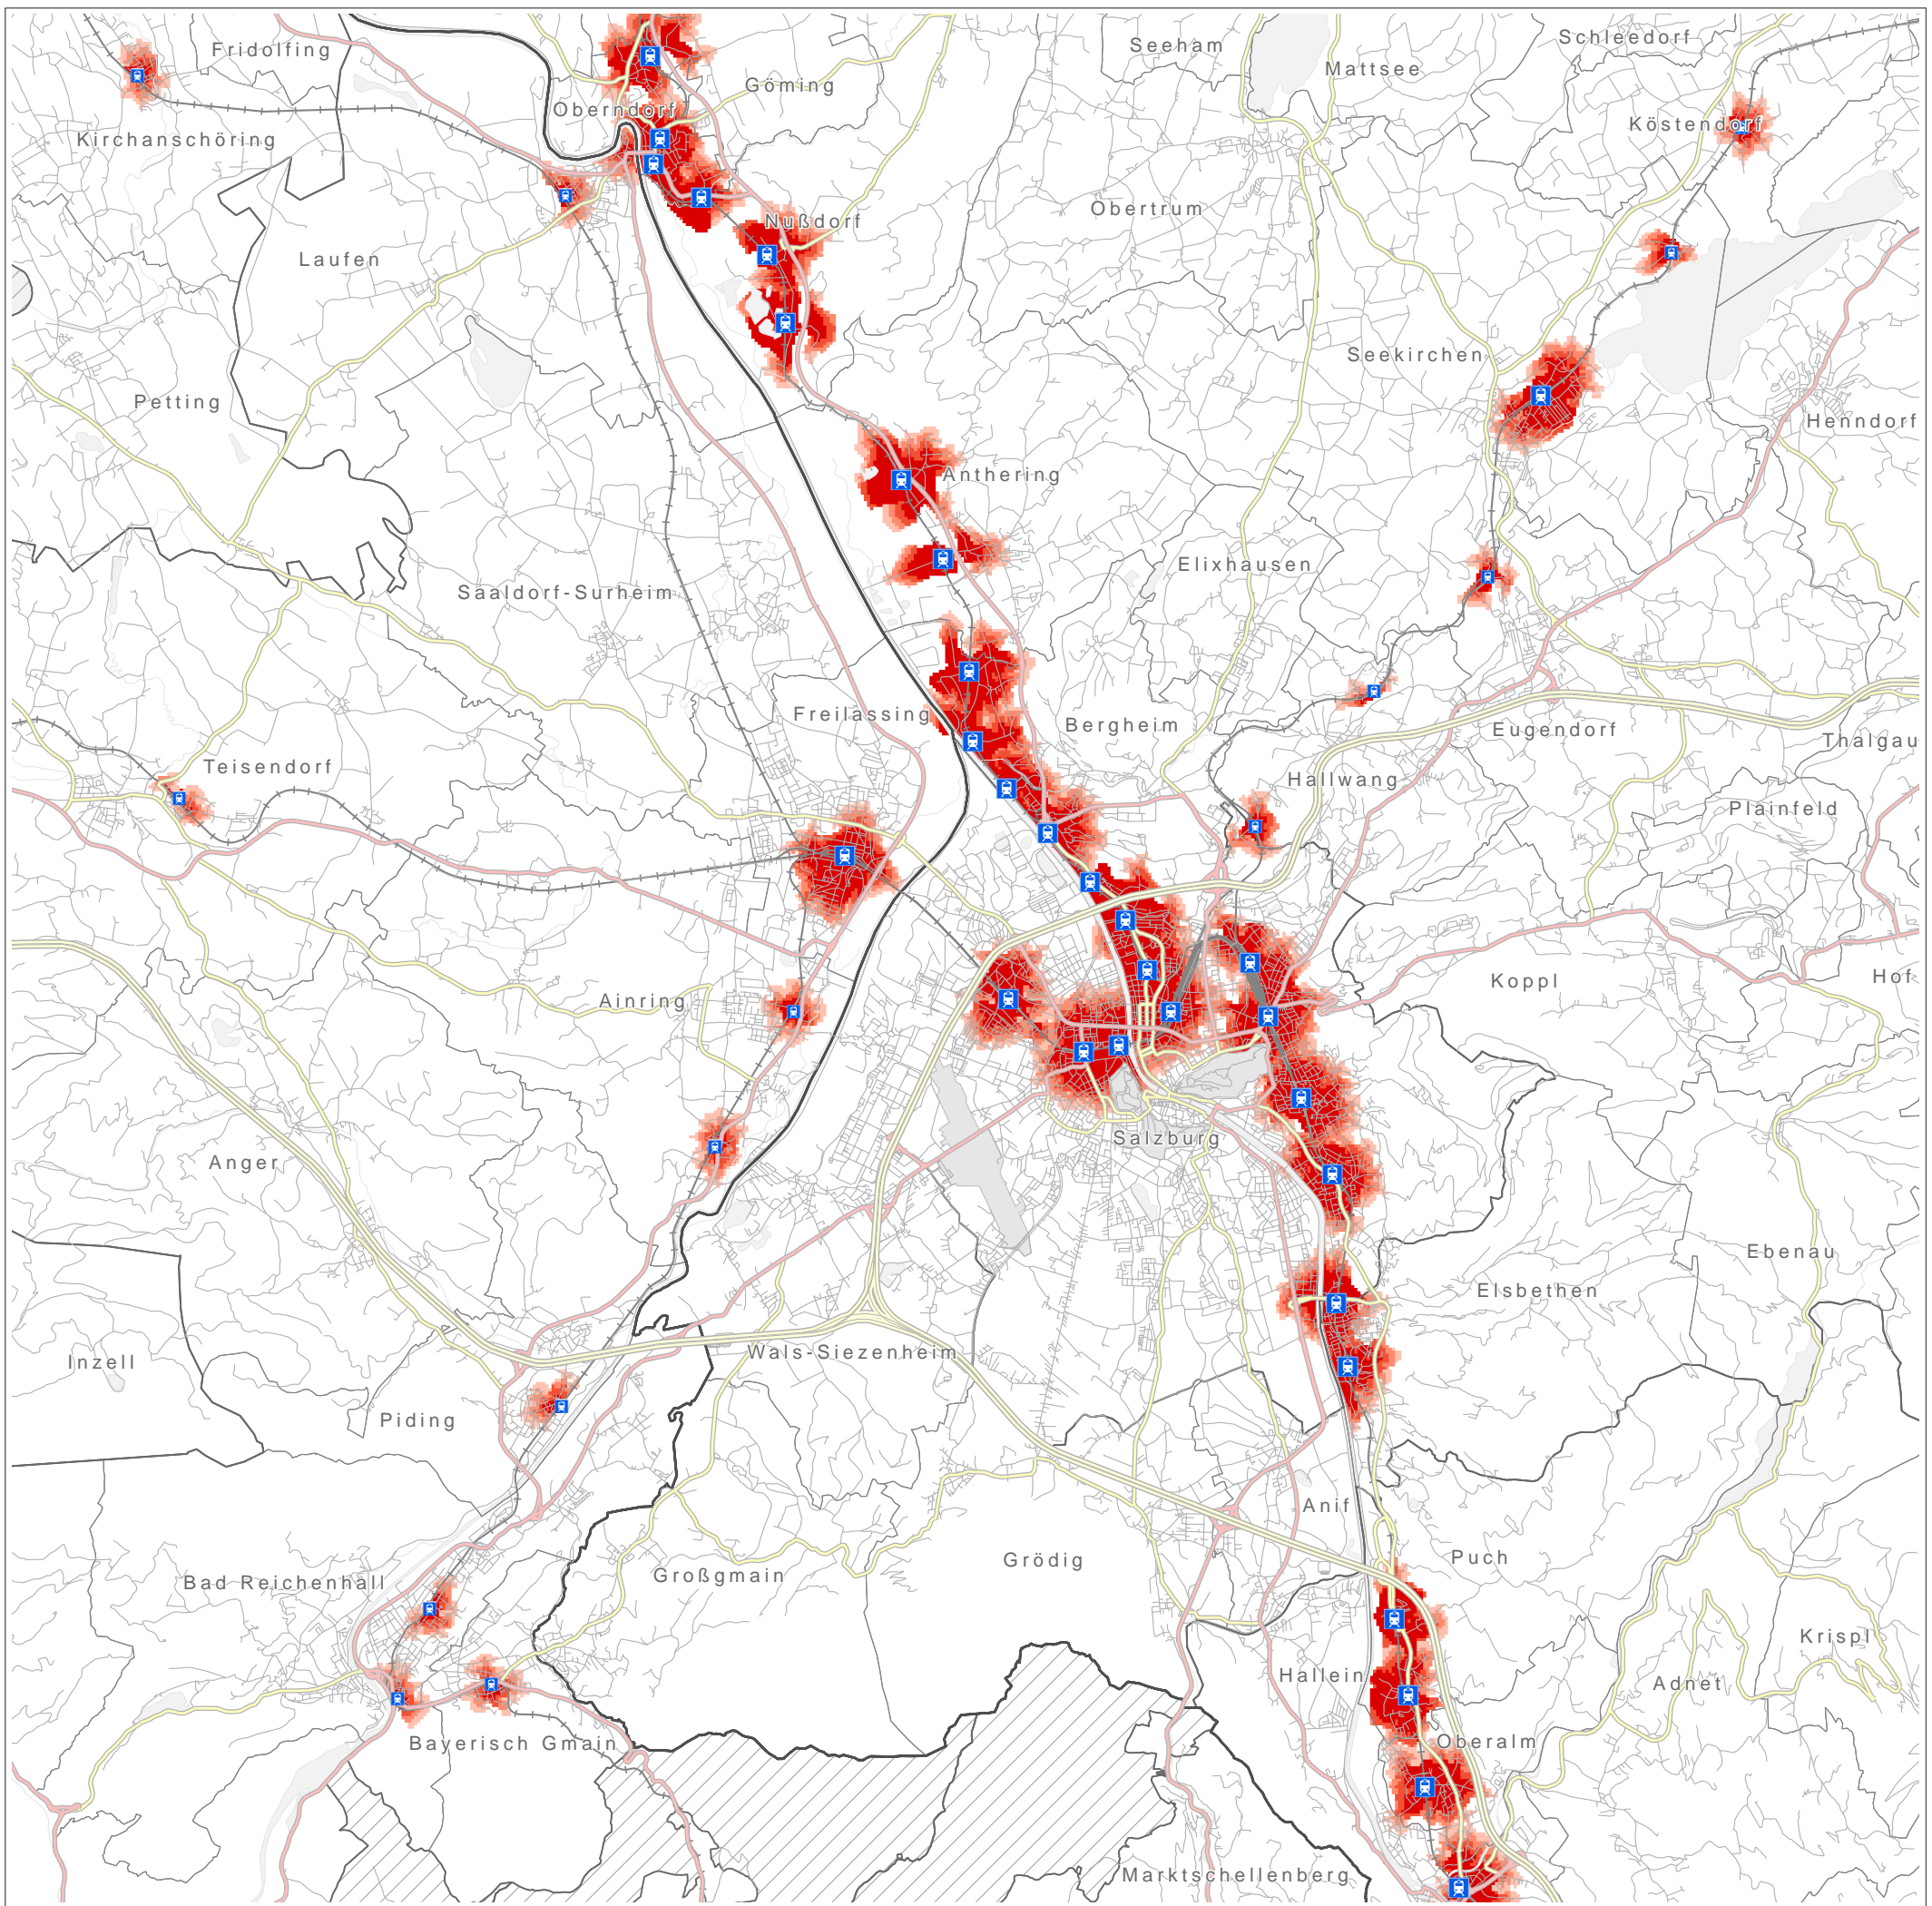 Fridolfing
Seeham
Schleedorf
Mattsee
Göming
Oberndorf
Köstendorf
Kirchanschöring
Obertrum
Nußdorf
Laufen
Seekirchen
Petting
Henndorf
Anthering
Elixhausen
Saaldorf-Surheim
Freilassing
Bergheim
Eugendorf
Thalgau
Teisendorf
Hallwang
Plainfeld
Ainring
Koppl
Hof
Salzburg
Anger
Ebenau
Elsbethen
Wals-Siezenheim
Inzell
Piding
Anif
Puch
Grödig
Großgmain
Bad Reichenhall
Krispl
Hallein
Adnet
Bayerisch Gmain
Oberalm
Marktschellenberg